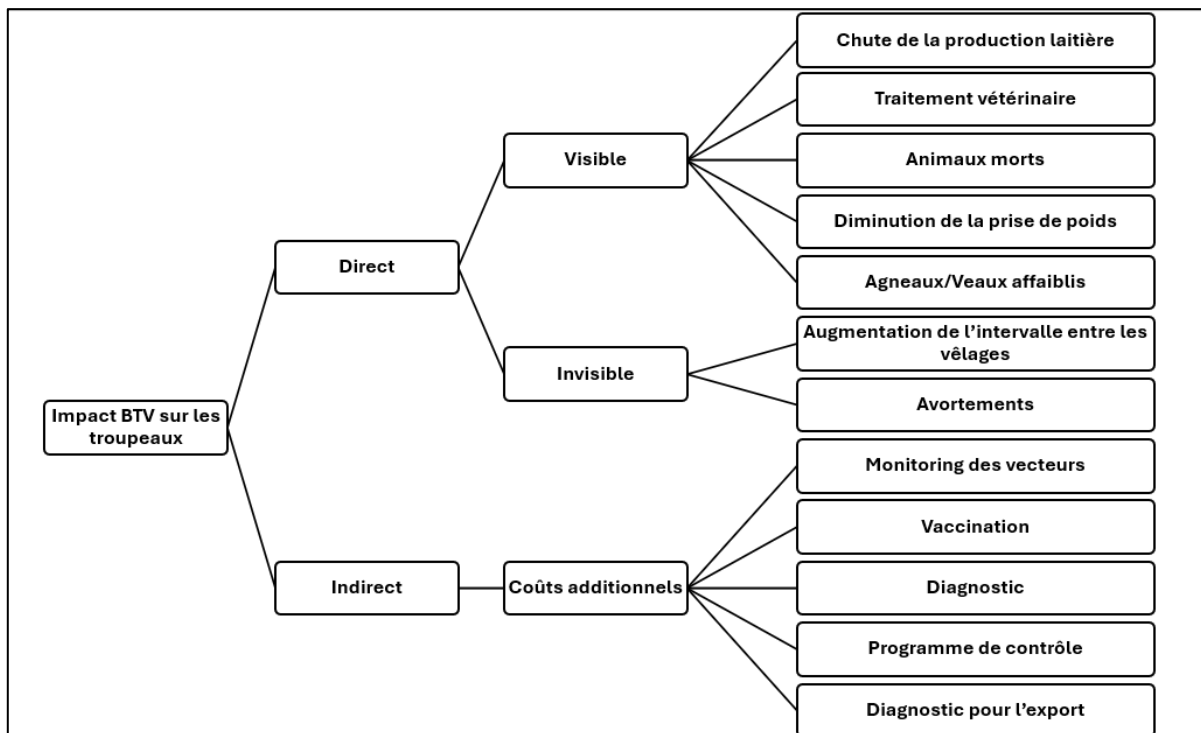 Chute de la production laitière
Traitement vétérinaire
Visible
Animaux morts
Diminution de la prise de poids
Direct
Agneaux/Veaux affaiblis
Augmentation de l’intervalle entre les
vêlages
Invisible
Avortements
Impact BTV sur les
troupeaux
Monitoring des vecteurs
Vaccination
Indirect
Coûts additionnels
Diagnostic
Programme de contrôle
Diagnostic pour l’export